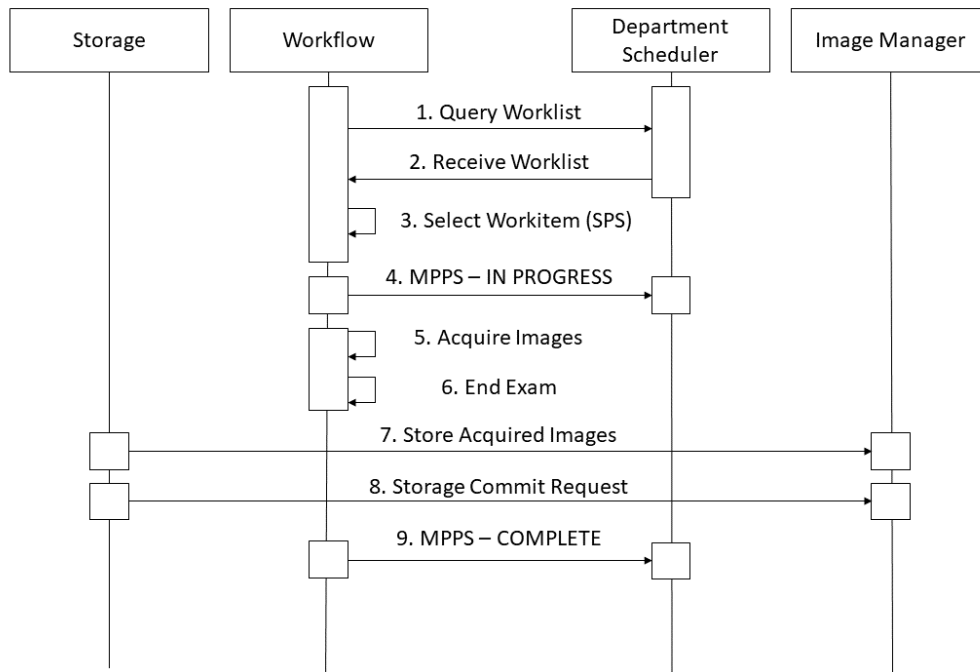 Storage
Workflow
Department
Scheduler
Image Manager
1. Query Worklist
2. Receive Worklist
3. Select Workitem (SPS)
4. MPPS – IN PROGRESS
5. Acquire Images
6. End Exam
7. Store Acquired Images
8. Storage Commit Request
9. MPPS – COMPLETE